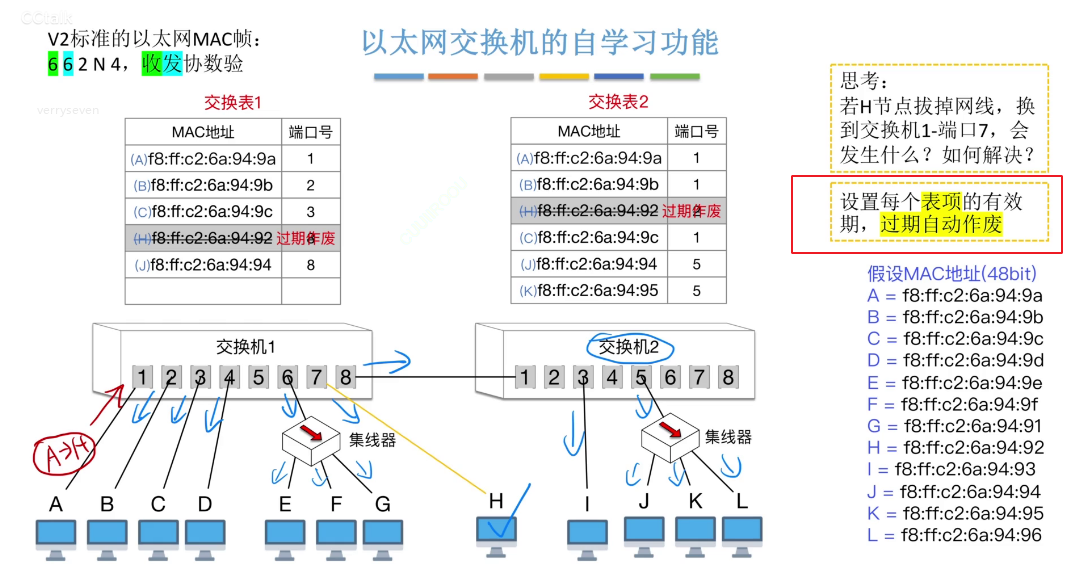 CCtalk
V2标准的以太网MAC帧：
6 6 2 N 4，收发协数验
verryseven
以太网交换机的自学习功能
交换表1
MAC地址 端口号
(A)f8:ff:c2:6a:94:9a 1
(B)f8:ff:c2:6a:94:9b 2
(C)f8:ff:c2:6a:94:9c 3
(H)f8:ff:c2:6a:94:92 过期作废
(J)f8:ff:c2:6a:94:94 8
交换表2
MAC地址 端口号
(A)f8:ff:c2:6a:94:9a 1
(B)f8:ff:c2:6a:94:9b 1
(H)f8:ff:c2:6a:94:92 过期作废
(C)f8:ff:c2:6a:94:9c 1
(J)f8:ff:c2:6a:94:94 5
(K)f8:ff:c2:6a:94:95 5
思考：
若H节点拔掉网线，换
到交换机1-端口7，会
发生什么？如何解决？
设置每个表项的有效
期，过期自动作废
假设MAC地址(48bit)
A = f8:ff:c2:6a:94:9a
B = f8:ff:c2:6a:94:9b
C = f8:ff:c2:6a:94:9c
D = f8:ff:c2:6a:94:9d
E = f8:ff:c2:6a:94:9e
F = f8:ff:c2:6a:94:9f
G = f8:ff:c2:6a:94:91
H = f8:ff:c2:6a:94:92
I = f8:ff:c2:6a:94:93
J = f8:ff:c2:6a:94:94
K = f8:ff:c2:6a:94:95
L = f8:ff:c2:6a:94:96
交换机1
1 2 3 4 5 6 7 8
交换机2
1 2 3 4 5 6 7 8
A→H
集线器
集线器
A B C D E F G H I J K L